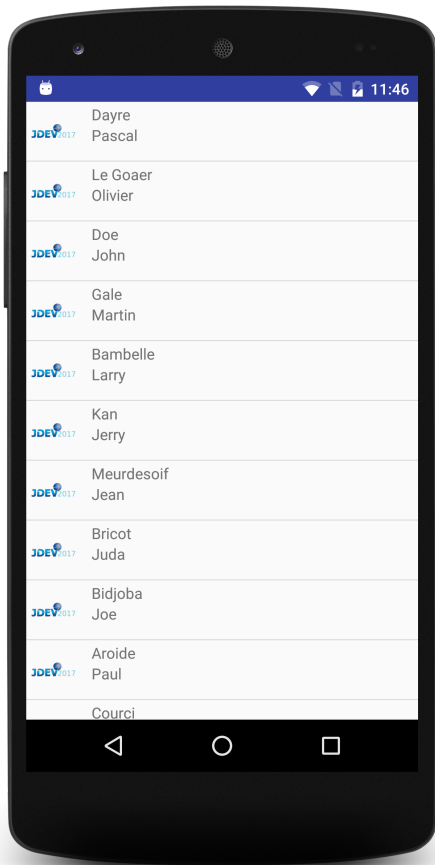 11:46
JDEV2017
Dayre
Pascal
JDEV2017
Le Goaer
Olivier
JDEV2017
Doe
John
JDEV2017
Gale
Martin
JDEV2017
Bambelle
Larry
JDEV2017
Kan
Jerry
JDEV2017
Meurdesoif
Jean
JDEV2017
Bricot
Juda
JDEV2017
Bidjoba
Joe
JDEV2017
Aroide
Paul
Courci